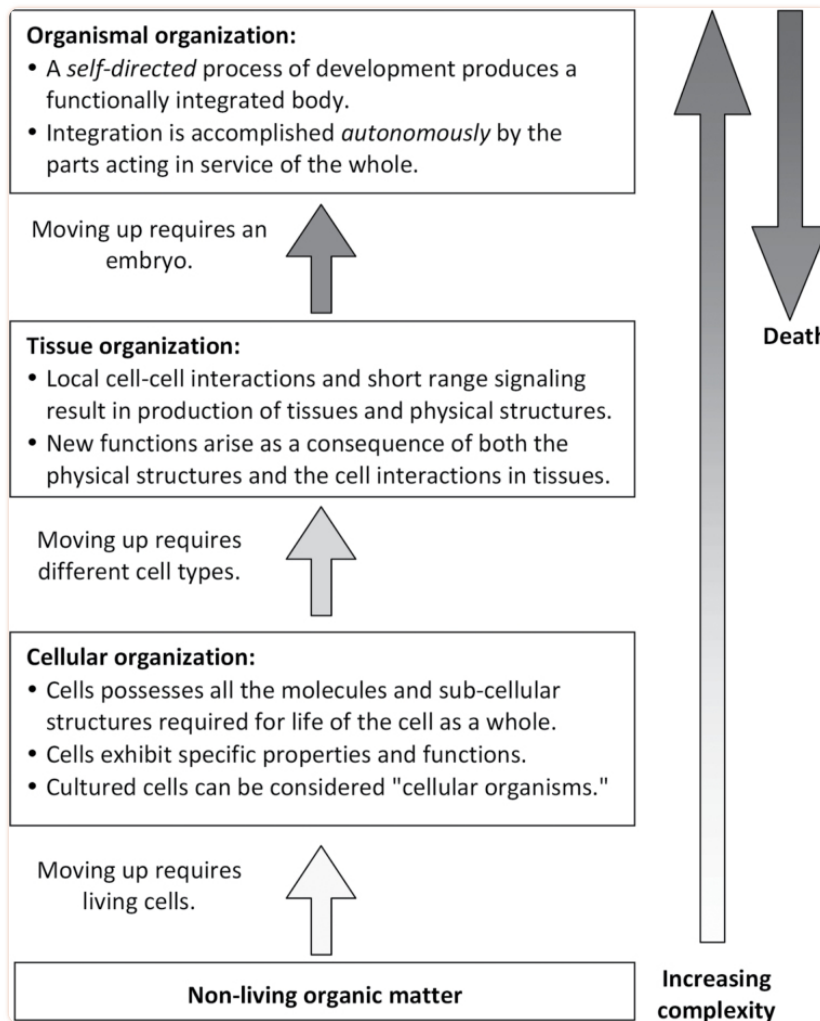 Organismal organization:
• A self-directed process of development produces a
functionally integrated body.
• Integration is accomplished autonomously by the
parts acting in service of the whole.
Moving up requires an
embryo.
Death
Tissue organization:
• Local cell-cell interactions and short range signaling
result in production of tissues and physical structures.
• New functions arise as a consequence of both the
physical structures and the cell interactions in tissues.
Moving up requires
different cell types.
Cellular organization:
• Cells possesses all the molecules and sub-cellular
structures required for life of the cell as a whole.
• Cells exhibit specific properties and functions.
• Cultured cells can be considered "cellular organisms."
Moving up requires
living cells.
Non-living organic matter
Increasing
complexity